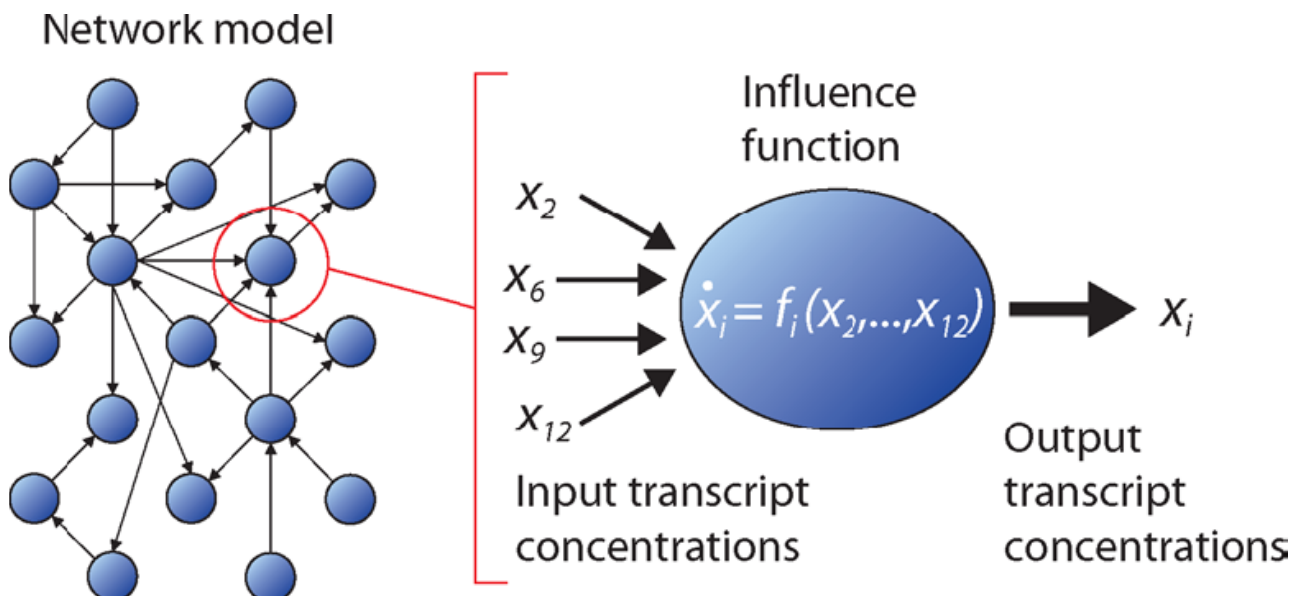 Network model
Influence
function
x₂
x₆
x₉
x₁₂
ẋᵢ = fᵢ(x₂,...,x₁₂)
xᵢ
Input transcript
concentrations
Output
transcript
concentrations